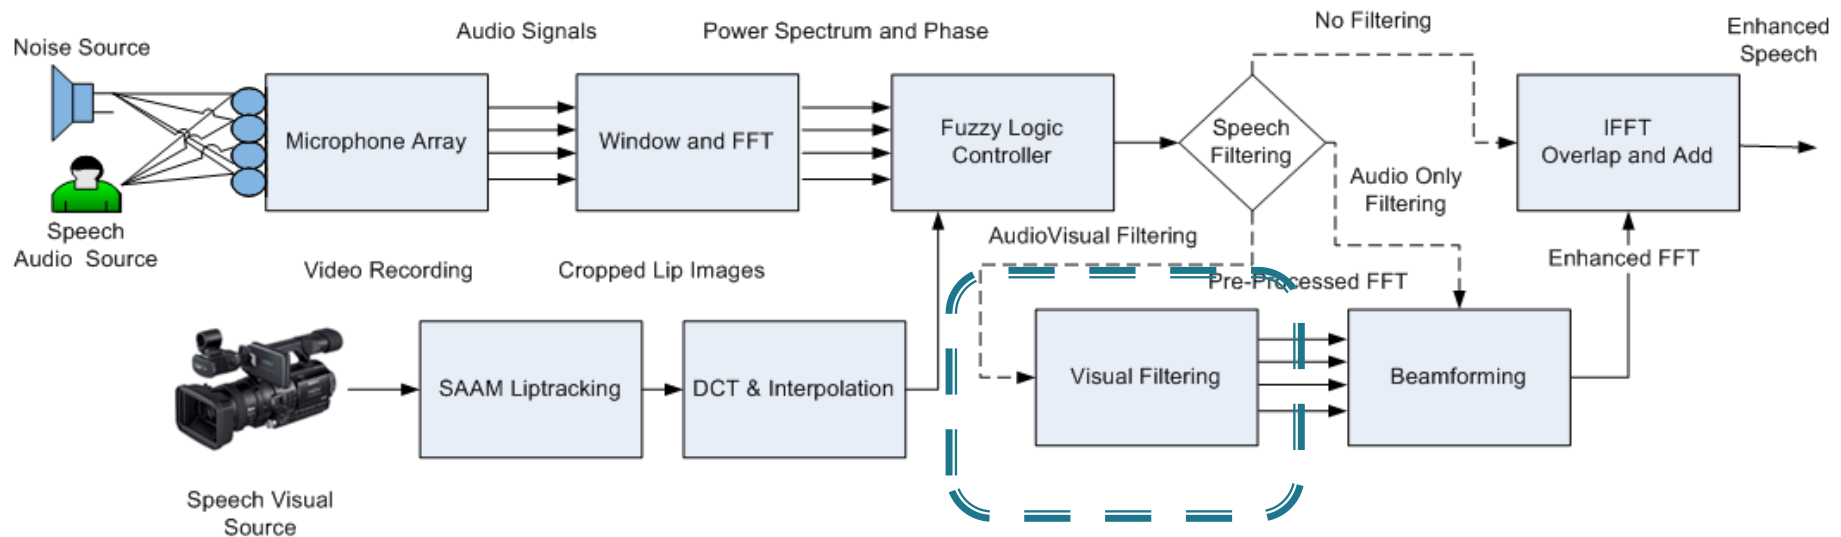 No Filtering
Enhanced
Speech
Audio Signals
Power Spectrum and Phase
Noise Source
Microphone Array
Window and FFT
Fuzzy Logic
Controller
Speech
Filtering
IFFT
Overlap and Add
Audio Only
Filtering
Speech
Audio Source
AudioVisual Filtering
Enhanced FFT
Video Recording
Cropped Lip Images
Pre-Processed FFT
SAAM Liptracking
DCT & Interpolation
Visual Filtering
Beamforming
Speech Visual
Source